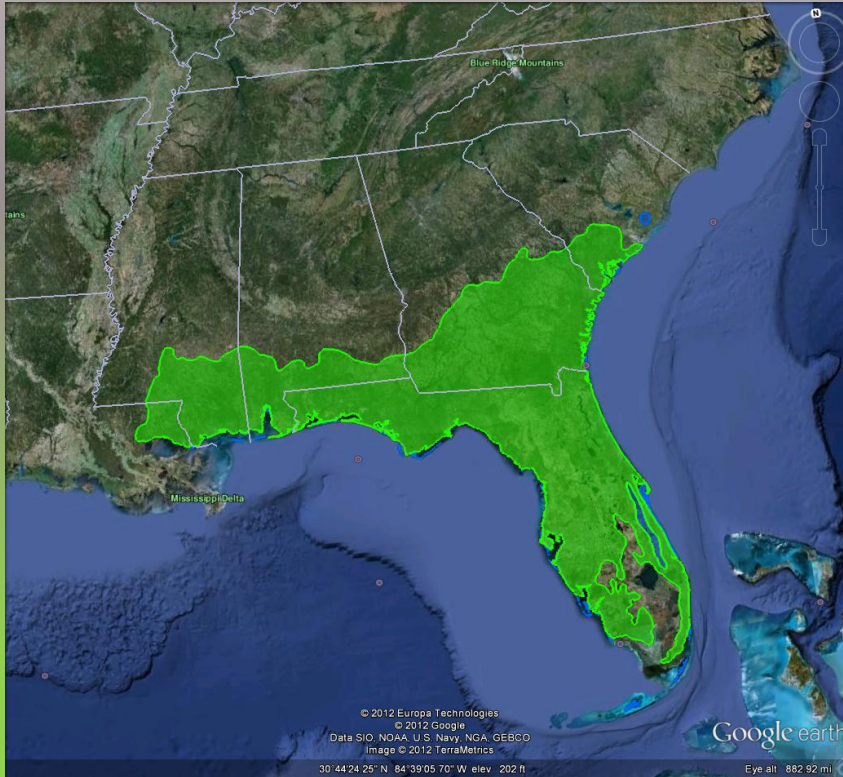 N
Blue Ridge Mountains
tains
Mississippi Delta
© 2012 Europa Technologies
© 2012 Google
Data SIO, NOAA, U.S. Navy, NGA, GEBCO
Image © 2012 TerraMetrics
Google earth
30°44'24.25" N 84°39'05.70" W elev 202 ft
Eye alt 882.92 mi